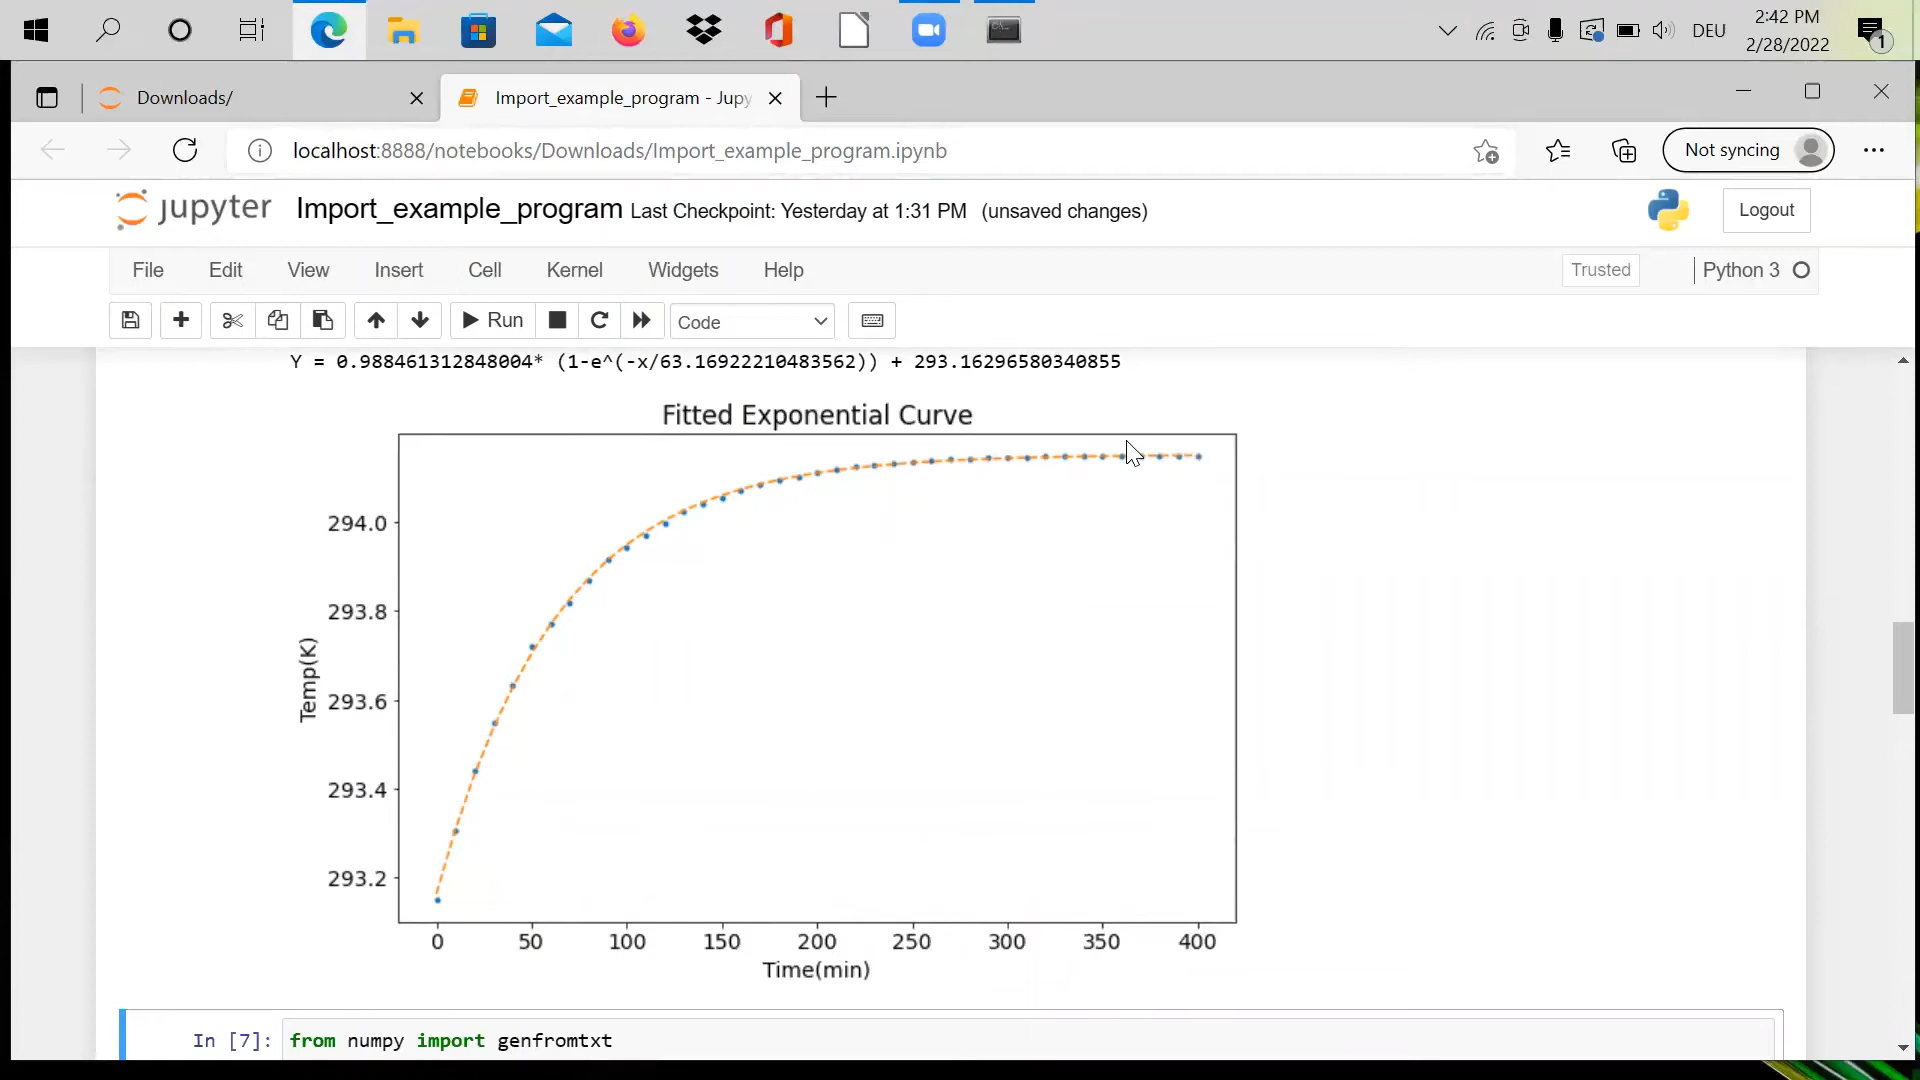 DEU
2:42 PM
2/28/2022
1
Downloads/
Import_example_program - Jupy
localhost:8888/notebooks/Downloads/Import_example_program.ipynb
Not syncing
jupyter Import_example_program Last Checkpoint: Yesterday at 1:31 PM (unsaved changes)
Logout
File Edit View Insert Cell Kernel Widgets Help
Trusted
Python 3
Run
Code
Y = 0.988461312848004* (1-e^(-x/63.16922210483562)) + 293.16296580340855
Fitted Exponential Curve
294.0
293.8
293.6
293.4
293.2
Temp(K)
0 50 100 150 200 250 300 350 400
Time(min)
In [7]: from numpy import genfromtxt